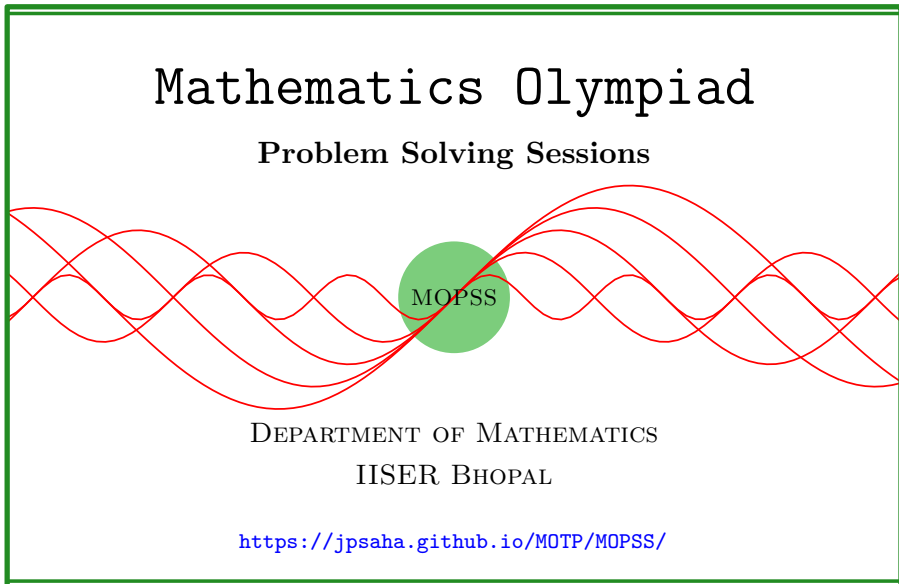 Mathematics Olympiad
Problem Solving Sessions
MOPSS
Department of Mathematics
IISER Bhopal
https://jpsaha.github.io/MOTP/MOPSS/